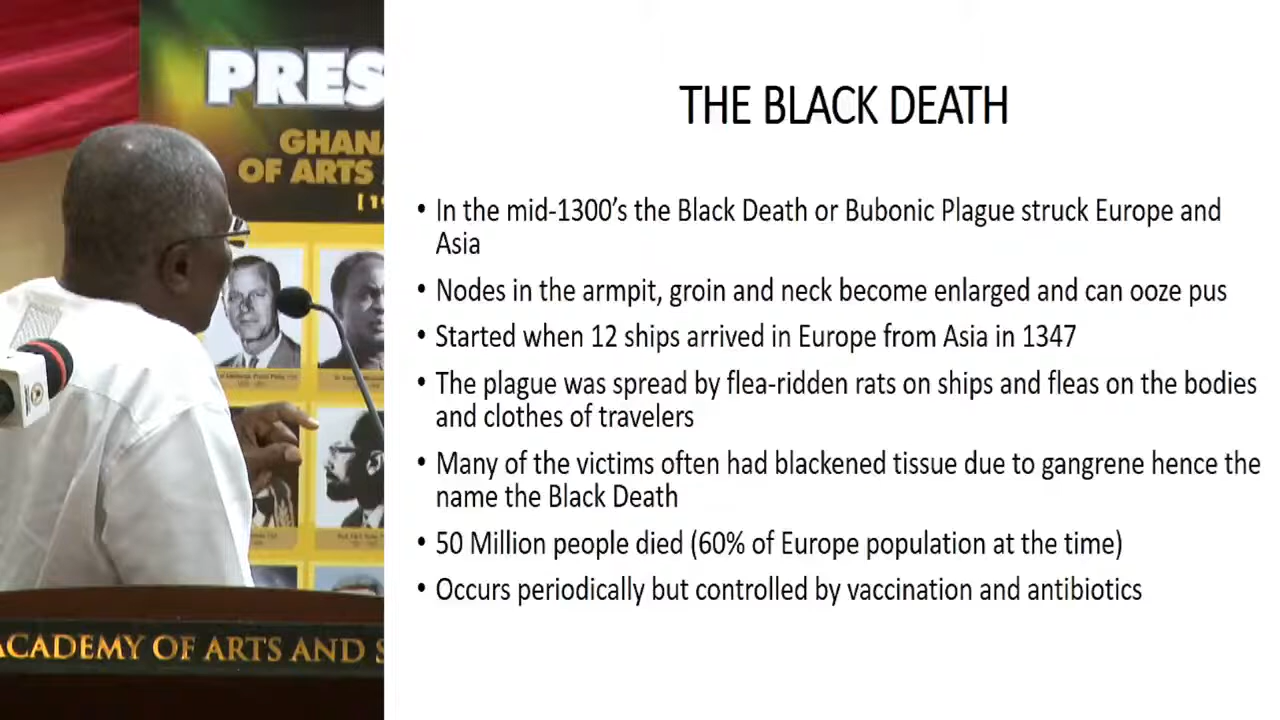 PRES
GHANA
OF ARTS
[19
THE BLACK DEATH
• In the mid-1300’s the Black Death or Bubonic Plague struck Europe and
Asia
• Nodes in the armpit, groin and neck become enlarged and can ooze pus
• Started when 12 ships arrived in Europe from Asia in 1347
• The plague was spread by flea-ridden rats on ships and fleas on the bodies
and clothes of travelers
• Many of the victims often had blackened tissue due to gangrene hence the
name the Black Death
• 50 Million people died (60% of Europe population at the time)
• Occurs periodically but controlled by vaccination and antibiotics
ACADEMY OF ARTS AND S